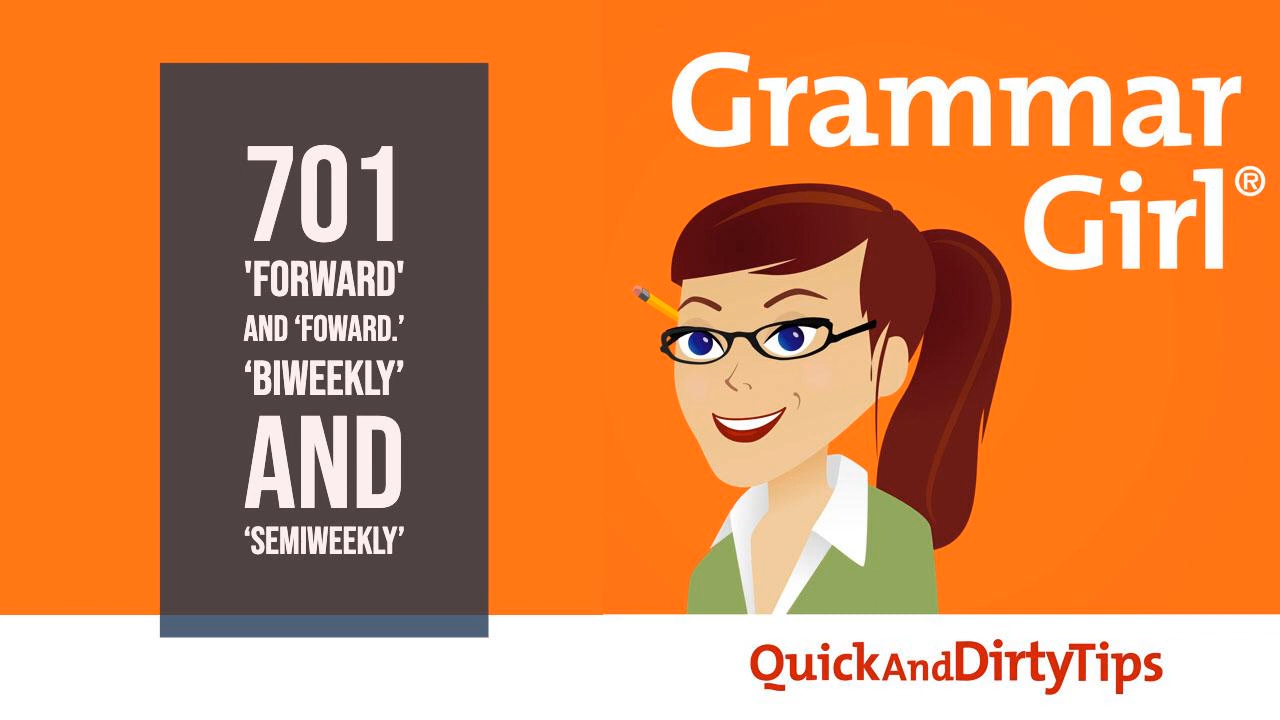 701
'FORWARD'
AND ‘FOWARD.’
‘BIWEEKLY’
AND
‘SEMIWEEKLY’
Grammar
Girl®
QuickAndDirtyTips